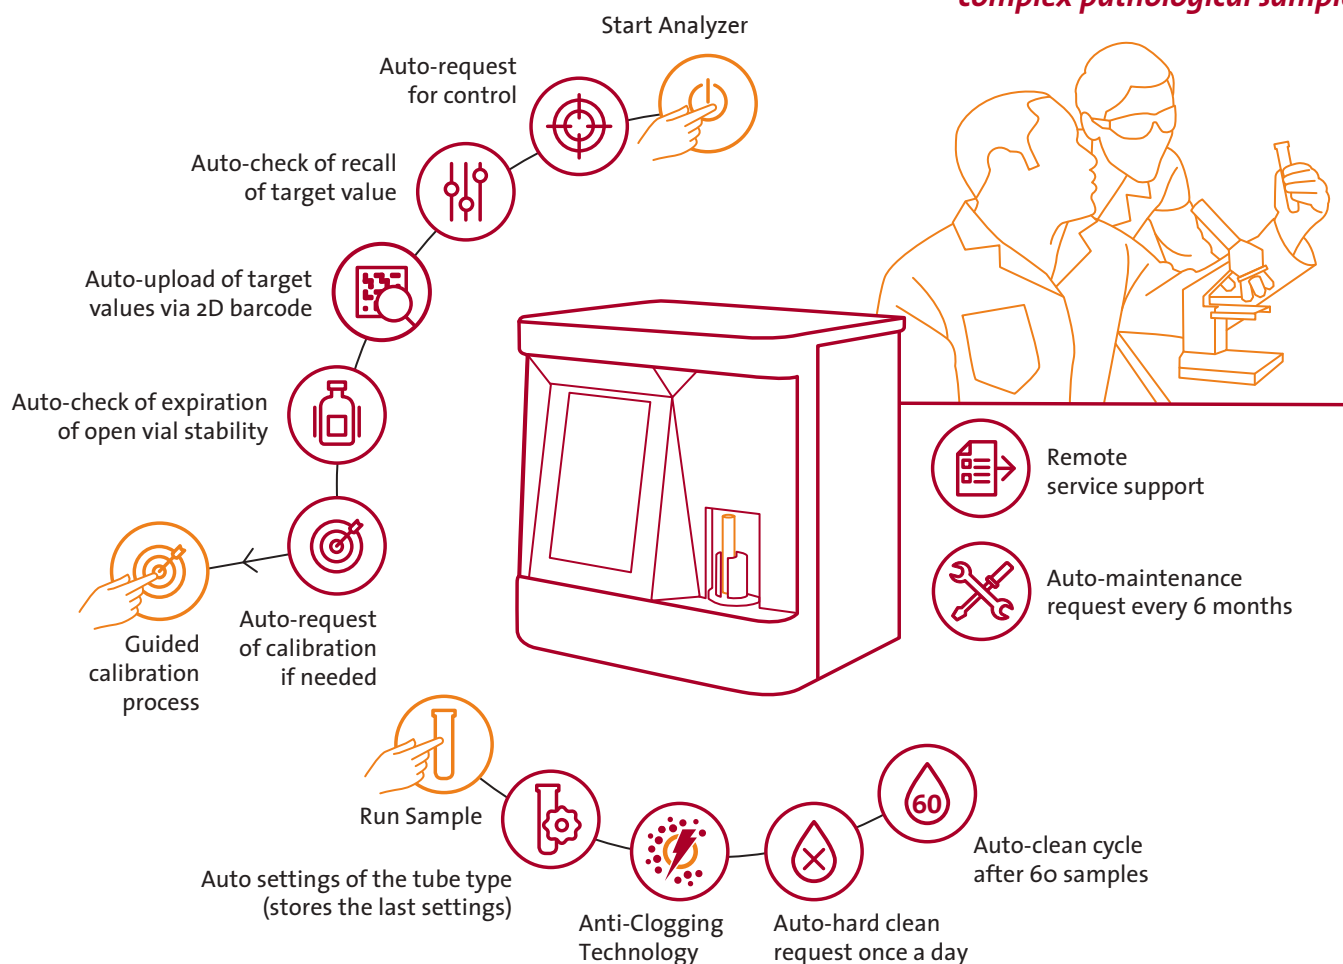 complex pathological sampl
Start Analyzer
Auto-request
for control
Auto-check of recall
of target value
Auto-upload of target
values via 2D barcode
Auto-check of expiration
of open vial stability
Guided
calibration
process
Auto-request
of calibration
if needed
Remote
service support
Auto-maintenance
request every 6 months
Run Sample
Auto settings of the tube type
(stores the last settings)
Anti-Clogging
Technology
Auto-hard clean
request once a day
60
Auto-clean cycle
after 60 samples